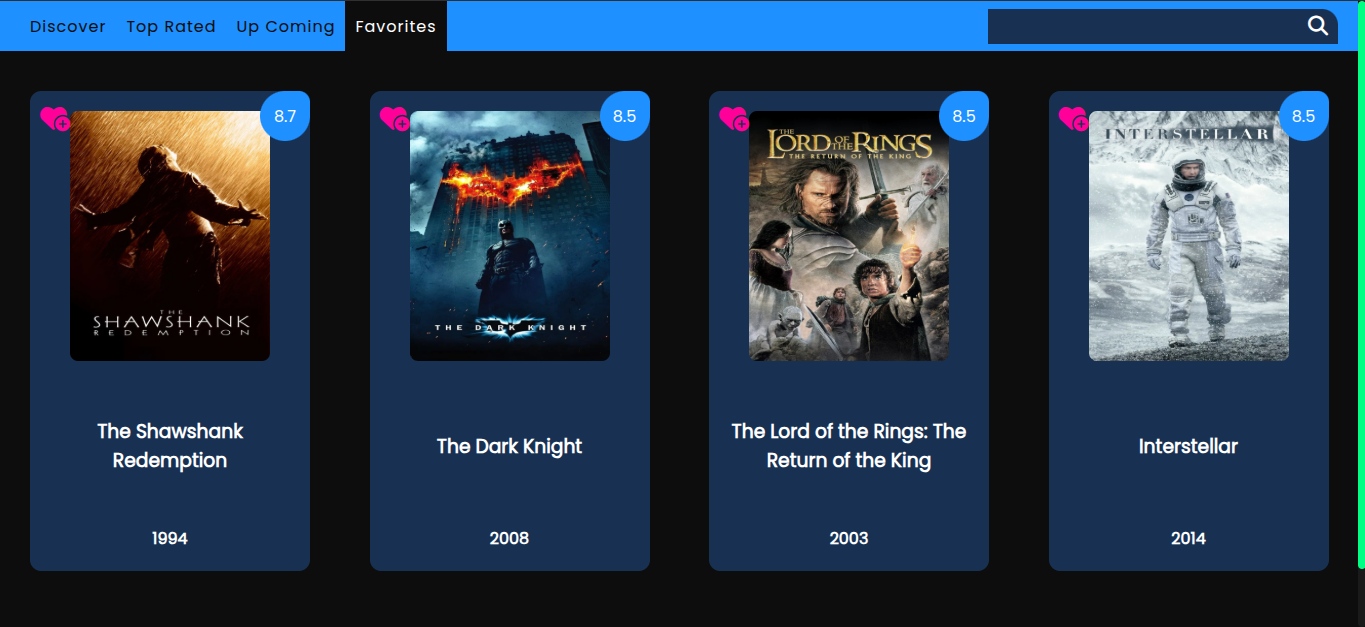 Discover Top Rated Up Coming Favorites
8.7
THE
SHAWSHANK
REDEMPTION
The Shawshank
Redemption
1994
8.5
THE DARK KNIGHT
The Dark Knight
2008
8.5
THE
LORD OF THE RINGS
THE RETURN OF THE KING
The Lord of the Rings: The
Return of the King
2003
8.5
INTERSTELLAR
Interstellar
2014